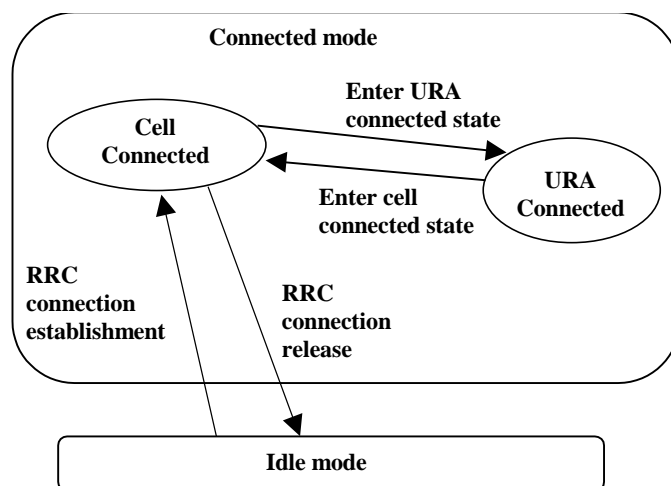 Connected mode
Enter URA
connected state
Cell
Connected
URA
Connected
Enter cell
connected state
RRC
connection
establishment
RRC
connection
release
Idle mode